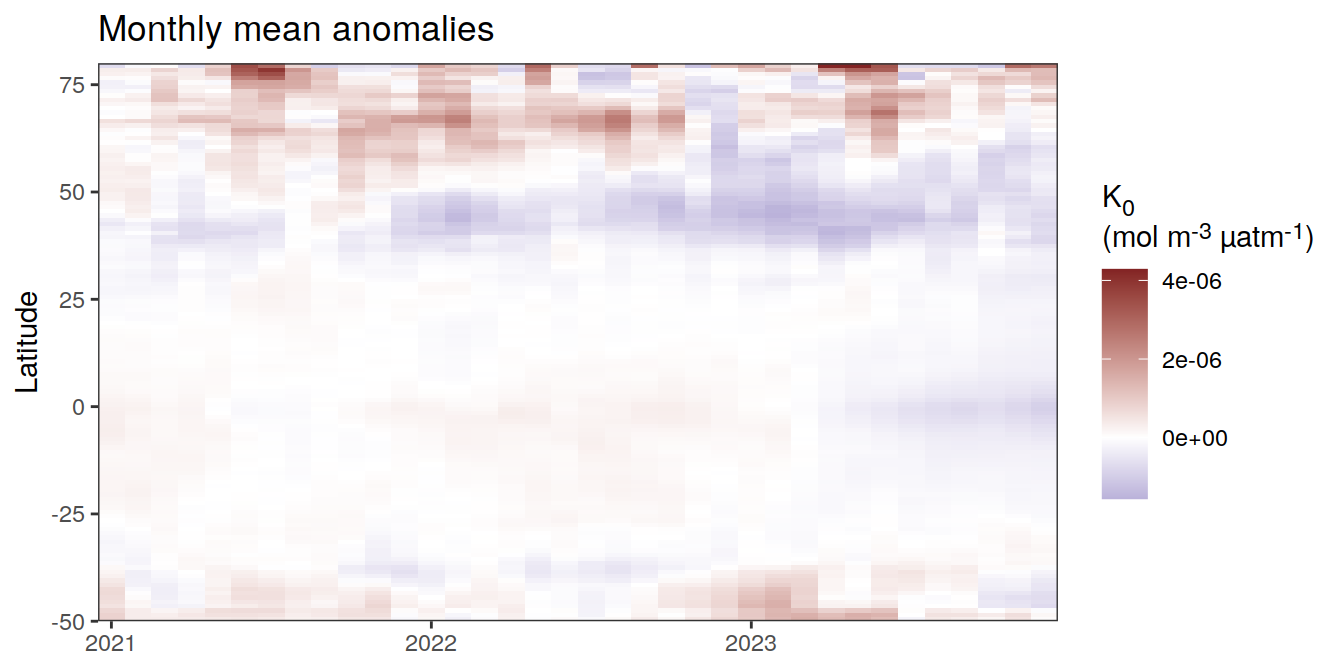 Monthly mean anomalies
75
50
25
0
-25
-50
Latitude
2021 2022 2023
K₀
(mol m⁻³ µatm⁻¹)
4e-06
2e-06
0e+00